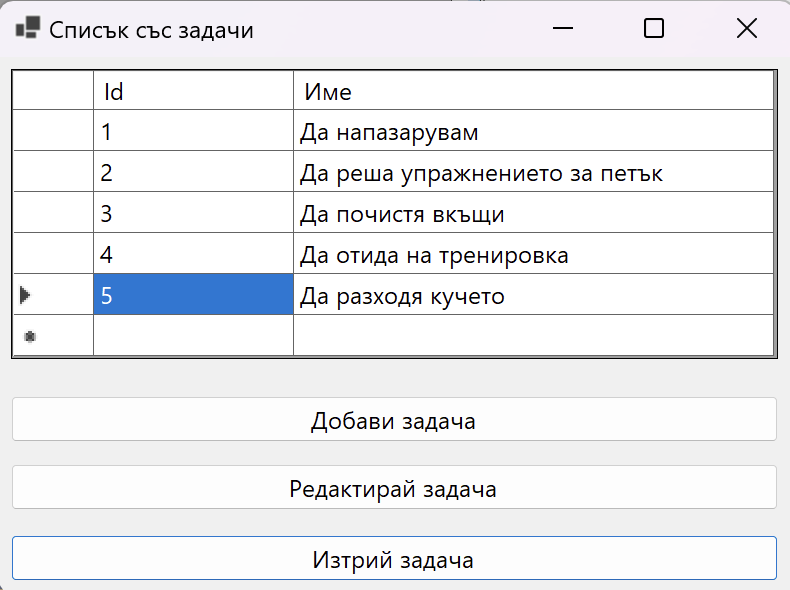 Списък със задачи
Id Име
1 Да напазарувам
2 Да реша упражнението за петък
3 Да почистя вкъщи
4 Да отида на тренировка
5 Да разходя кучето
Добави задача
Редактирай задача
Изтрий задача